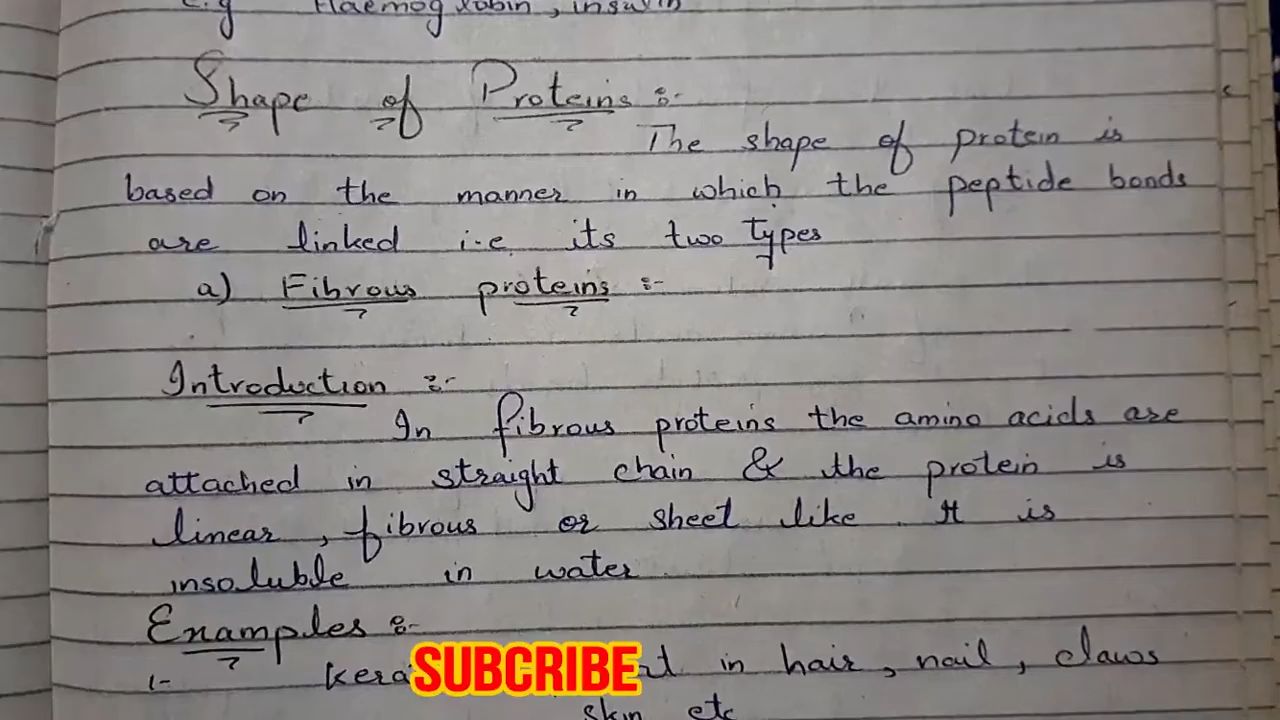 e.g Haemoglobin, insulin
Shape of Proteins :-
The shape of protein is
based on the manner in which the peptide bonds
are linked i.e. its two types
a) Fibrous proteins :-
Introduction :-
In fibrous proteins the amino acids are
attached in straight chain & the protein is
linear, fibrous or sheet like. It is
insoluble in water
Examples :-
1- in hair, nail, claws
SUBCRIBE
skin etc